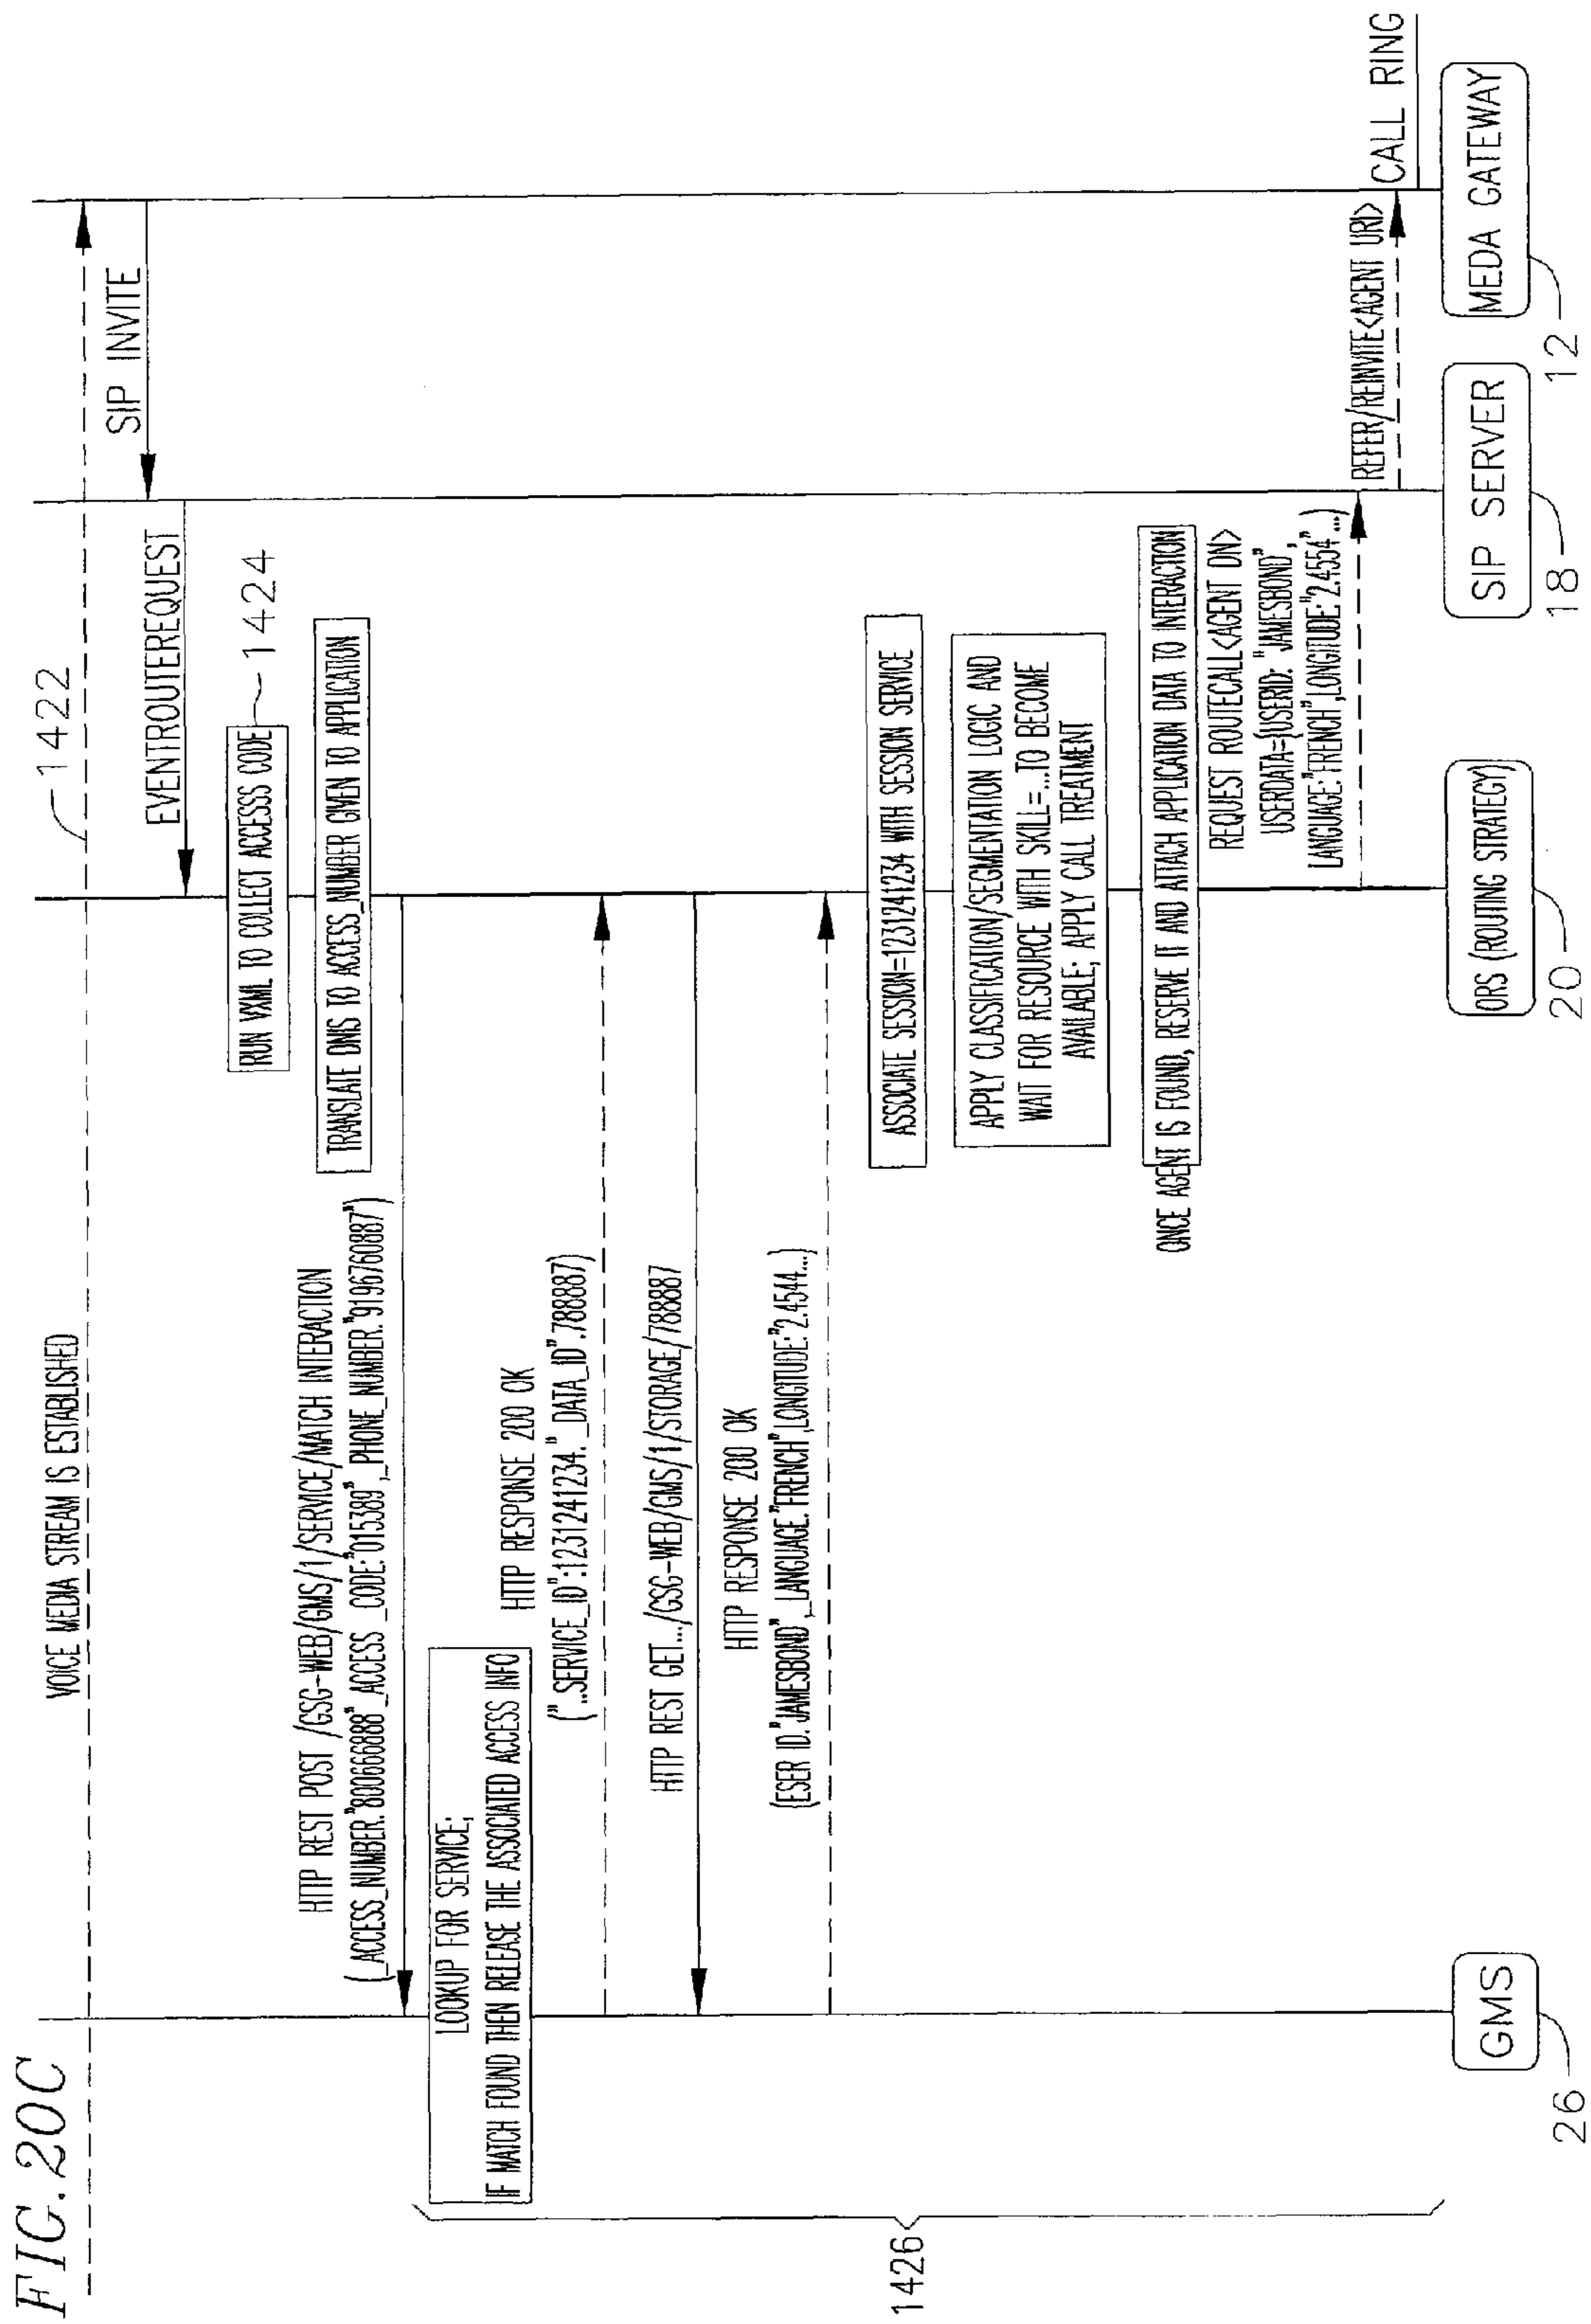 FIG. 20C
VOICE MEDIA STREAM IS ESTABLISHED
1422
SIP INVITE
EVENTROUTEREQUEST
RUN VXML TO COLLECT ACCESSS CODE
1424
TRANSLATE DNIS TO ACCESS_NUMBER GIVEN TO APPLICATION
HTTP REST POST /GSG-WEB/GMS/1/SERVICE/MATCH INTERACTION
(_ACCESS_NUMBER:"80066888"_ACCESS _CODE:"015389",_PHONE_NUMBER:"9196760887")
LOOKUP FOR SERVICE;
IF MATCH FOUND THEN RELEASE THE ASSOCIATED ACCESS INFO
HTTP RESPONSE 200 OK
("..SERVICE_ID":1231241234."_DATA_ID".788887)
HTTP REST GET.../GSG-WEB/GMS/1/STORAGE/788887
HTTP RESPONSE 200 OK
(ESER ID:"JAMESBOND",_LANGUAGE:"FRENCH",LONGITUDE:"2.4544...)
ASSOCIATE SESSION=1231241234 WITH SESSION SERVICE
APPLY CLASSIFICATION/SEGMENTATION LOGIC AND
WAIT FOR RESOURCE WITH SKILL=...TO BECOME
AVAILABLE; APPLY CALL TREATMENT
ONCE AGENT IS FOUND, RESERVE IT AND ATTACH APPLICATION DATA TO INTERACTION
REQUEST ROUTECALL<AGENT DN>
USERDATA={USERID: "JAMESBOND",
LANGUAGE:"FRENCH",LONGITUDE:"2.4554"...)
REFER/REINVITE<AGENT URI>
CALL RING
1426
GMS
26
ORS (ROUTING STRATEGY)
20
SIP SERVER
18
MEDA GATEWAY
12